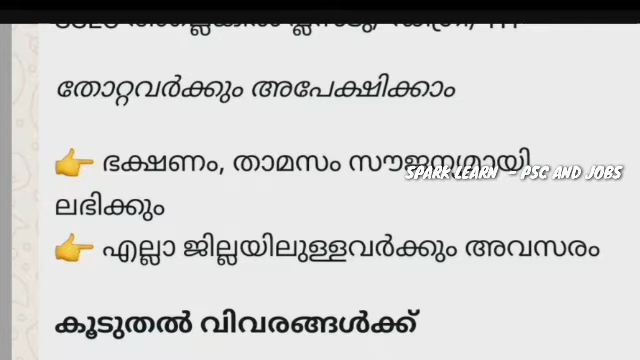 തോറ്റവർക്കും അപേക്ഷിക്കാം
👉 ഭക്ഷണം, താമസം സൗജന്യമായി
SPARK LEARN - PSC AND JOBS
ലഭിക്കും
👉 എല്ലാ ജില്ലയിലുള്ളവർക്കും അവസരം
കൂടുതൽ വിവരങ്ങൾക്ക്